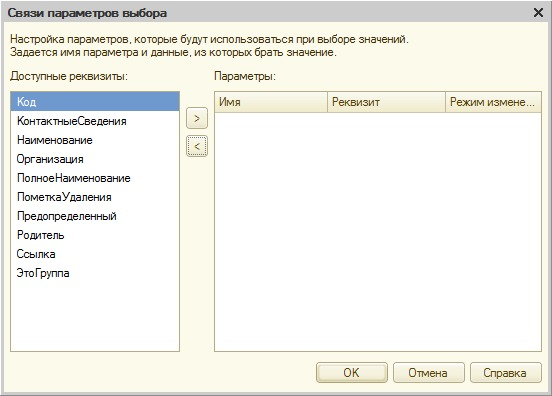 Связи параметров выбора
Настройка параметров, которые будут использоваться при выборе значений.
Задается имя параметра и данные, из которых брать значение.
Доступные реквизиты:
Параметры:
Код
КонтактныеСведения
Наименование
Организация
ПолноеНаименование
ПометкаУдаления
Предопределенный
Родитель
Ссылка
ЭтоГруппа
>
<
Имя
Реквизит
Режим измене...
OK
Отмена
Справка